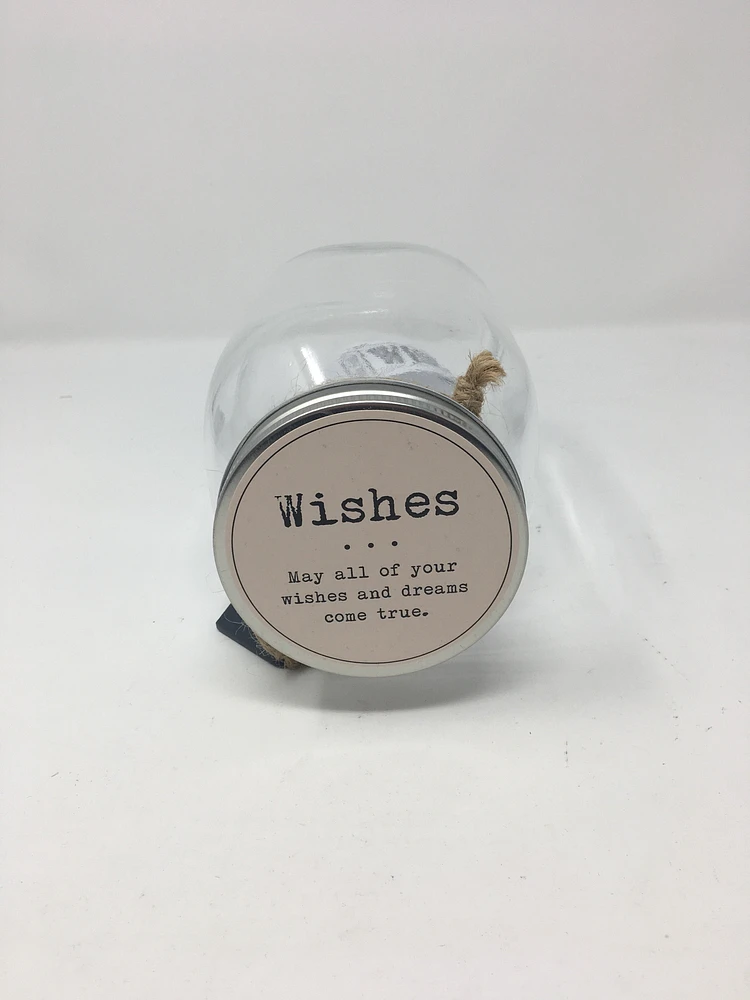 Wishes
...
May all of your
wishes and dreams
come true.